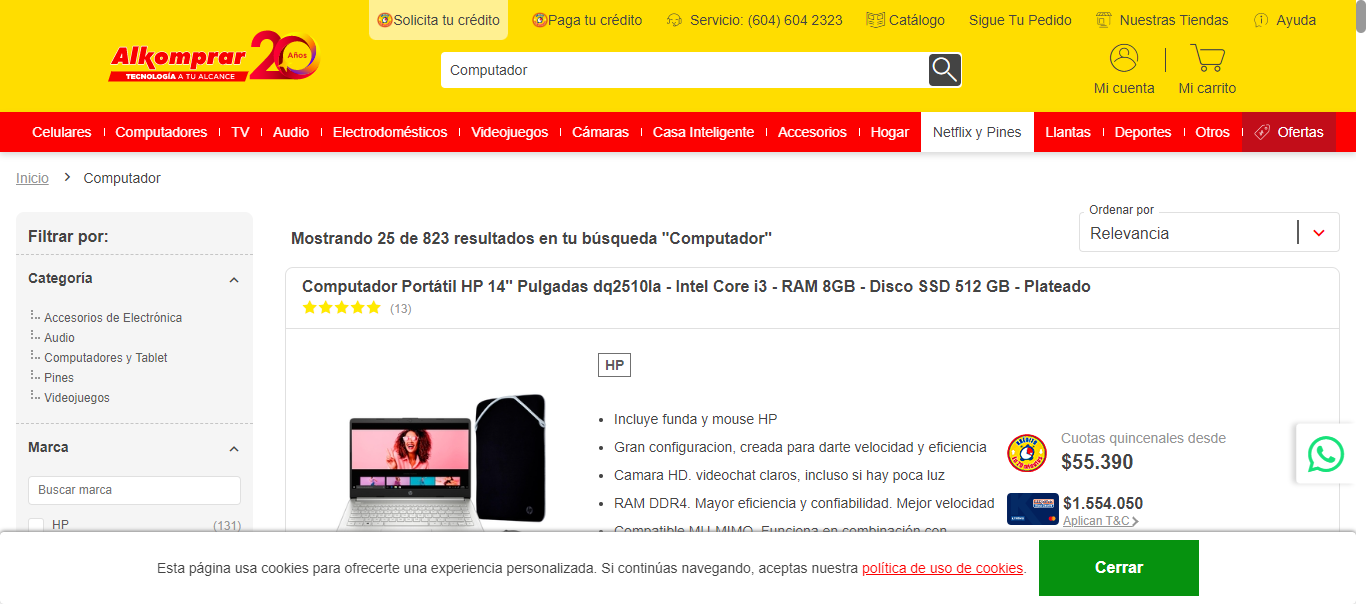 Solicita tu crédito
Paga tu crédito
Servicio: (604) 604 2323
Catálogo
Sigue Tu Pedido
Nuestras Tiendas
Ayuda
Alkomprar 20 Años
TECNOLOGÍA A TU ALCANCE
Computador
Mi cuenta
Mi carrito
Celulares
Computadores
TV
Audio
Electrodomésticos
Videojuegos
Cámaras
Casa Inteligente
Accesorios
Hogar
Netflix y Pines
Llantas
Deportes
Otros
Ofertas
Inicio > Computador
Filtrar por:
Categoría
Accesorios de Electrónica
Audio
Computadores y Tablet
Pines
Videojuegos
Marca
Buscar marca
HP (131)
Mostrando 25 de 823 resultados en tu búsqueda "Computador"
Ordenar por
Relevancia
Computador Portátil HP 14" Pulgadas dq2510la - Intel Core i3 - RAM 8GB - Disco SSD 512 GB - Plateado
(13)
HP
• Incluye funda y mouse HP
• Gran configuracion, creada para darte velocidad y eficiencia
• Camara HD. videochat claros, incluso si hay poca luz
• RAM DDR4. Mayor eficiencia y confiabilidad. Mejor velocidad
• Compatible MU-MIMO. Funciona en combinación con
Cuotas quincenales desde
$55.390
$1.554.050
Aplican T&C
Esta página usa cookies para ofrecerte una experiencia personalizada. Si continúas navegando, aceptas nuestra política de uso de cookies.
Cerrar